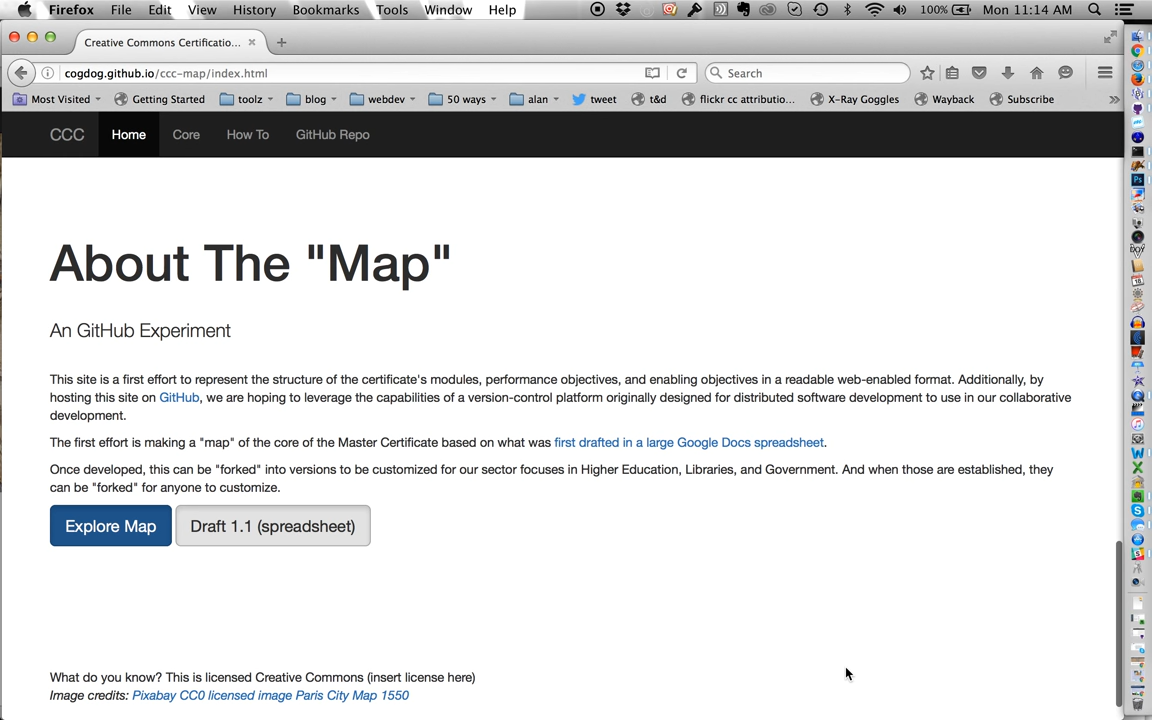 Firefox File Edit View History Bookmarks Tools Window Help 100% Mon 11:14 AM
Creative Commons Certificatio...
cogdog.github.io/ccc-map/index.html Search
Most Visited Getting Started toolz blog webdev 50 ways alan tweet t&d flickr cc attributio... X-Ray Goggles Wayback Subscribe
CCC Home Core How To GitHub Repo
About The "Map"
An GitHub Experiment
This site is a first effort to represent the structure of the certificate's modules, performance objectives, and enabling objectives in a readable web-enabled format. Additionally, by
hosting this site on GitHub, we are hoping to leverage the capabilities of a version-control platform originally designed for distributed software development to use in our collaborative
development.
The first effort is making a "map" of the core of the Master Certificate based on what was first drafted in a large Google Docs spreadsheet.
Once developed, this can be "forked" into versions to be customized for our sector focuses in Higher Education, Libraries, and Government. And when those are established, they
can be "forked" for anyone to customize.
Explore Map Draft 1.1 (spreadsheet)
What do you know? This is licensed Creative Commons (insert license here)
Image credits: Pixabay CC0 licensed image Paris City Map 1550